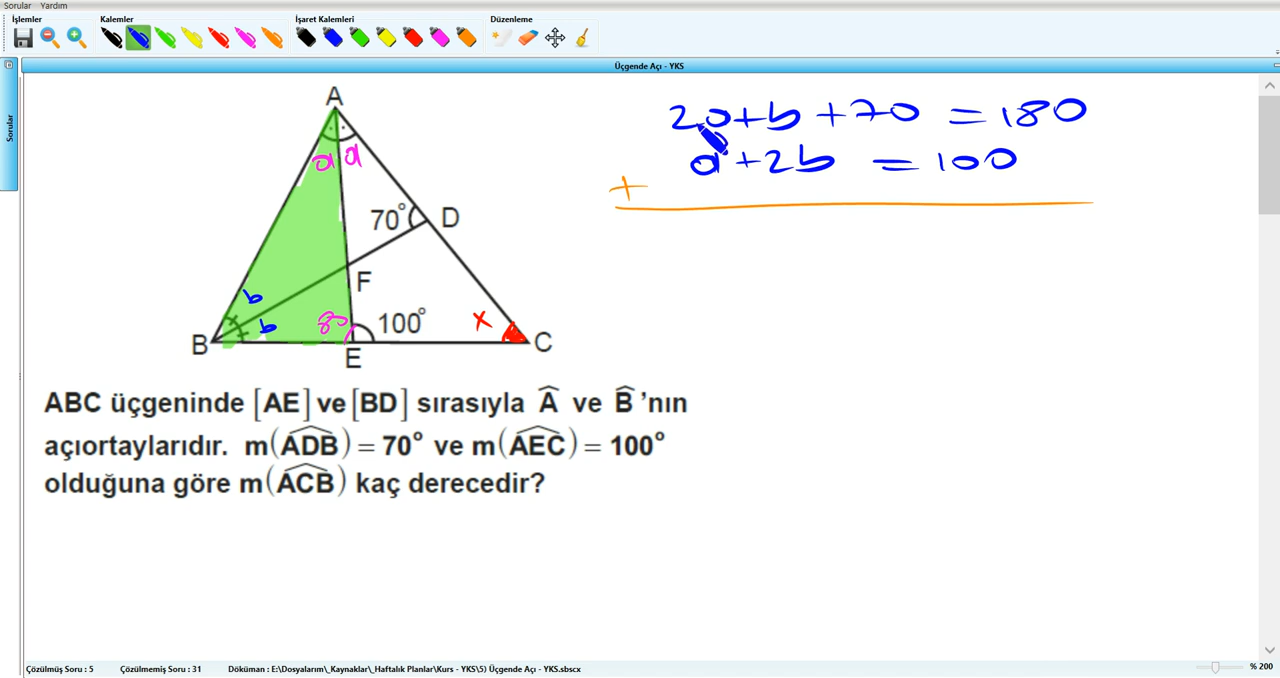 Sorular Yardım
İşlemler Kalemler İşaret Kalemleri Düzenleme
Üçgende Açı - YKS
Sorular
A
a a
70° D
F
b
b
80 100° x
B E C
2a+b+70 =180
a+2b =100
+
ABC üçgeninde [AE] ve [BD] sırasıyla Â ve B̂ 'nın
açıortaylarıdır. m(ADB) = 70° ve m(AEC) = 100°
olduğuna göre m(ACB) kaç derecedir?
Çözülmüş Soru : 5 Çözülmemiş Soru : 31 Döküman : E:\Dosyalarım\_Kaynaklar\_Haftalık Planlar\Kurs - YKS\5) Üçgende Açı - YKS.sbscx % 200